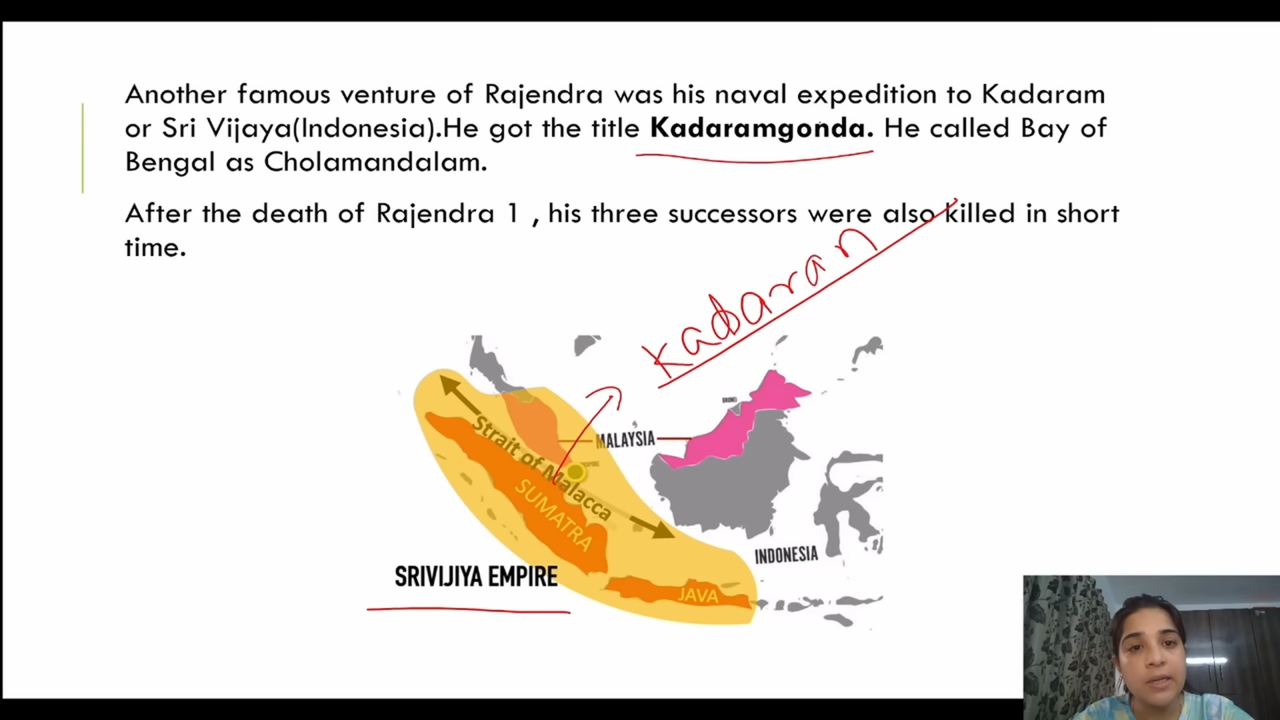 Another famous venture of Rajendra was his naval expedition to Kadaram
or Sri Vijaya(Indonesia).He got the title Kadaramgonda. He called Bay of
Bengal as Cholamandalam.
After the death of Rajendra 1 , his three successors were also killed in short
time.
kadaran
BRUNEI
MALAYSIA
Strait of Malacca
SUMATRA
INDONESIA
SRIVIJIYA EMPIRE
JAVA